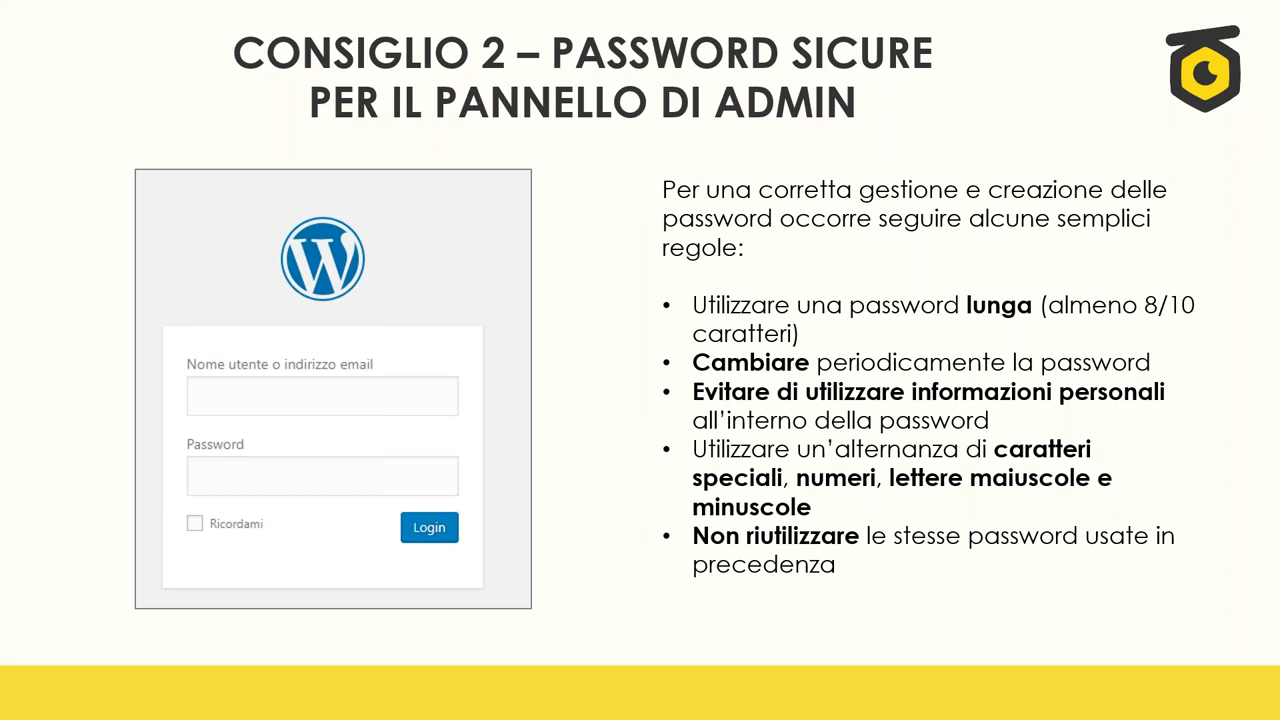 CONSIGLIO 2 – PASSWORD SICURE
PER IL PANNELLO DI ADMIN
Nome utente o indirizzo email
Password
Ricordami
Login
Per una corretta gestione e creazione delle
password occorre seguire alcune semplici
regole:
• Utilizzare una password lunga (almeno 8/10
caratteri)
• Cambiare periodicamente la password
• Evitare di utilizzare informazioni personali
all’interno della password
• Utilizzare un’alternanza di caratteri
speciali, numeri, lettere maiuscole e
minuscole
• Non riutilizzare le stesse password usate in
precedenza